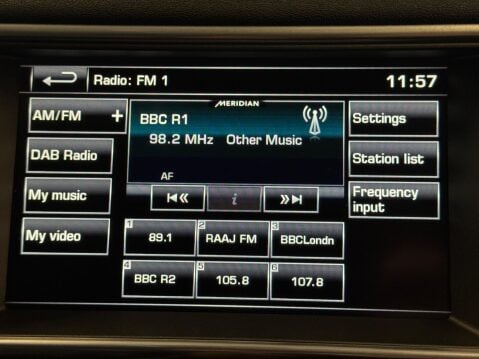 Radio: FM 1
11:57
MERIDIAN
AM/FM +
BBC R1
98.2 MHz Other Music
AF
Settings
DAB Radio
Station list
My music
i
Frequency
input
My video
1 89.1
2 RAAJ FM
3 BBCLondn
4 BBC R2
5 105.8
6 107.8